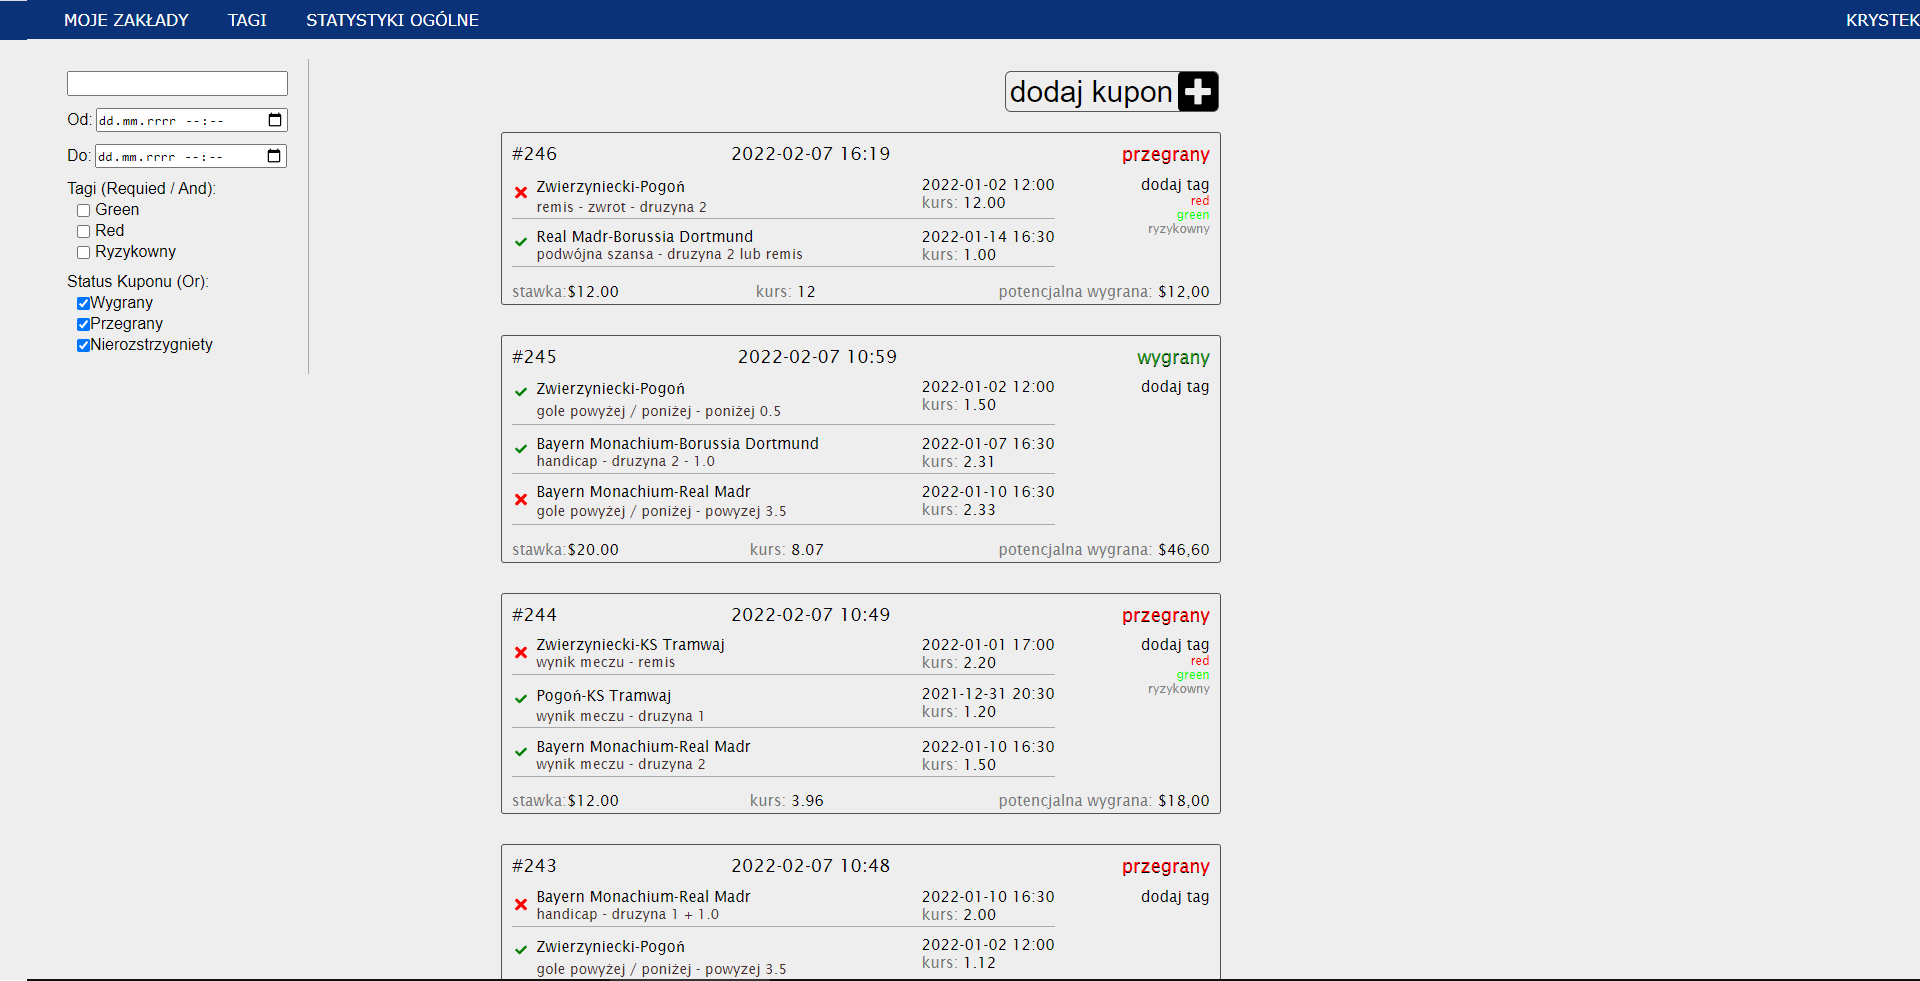 MOJE ZAKŁADY TAGI STATYSTYKI OGÓLNE KRYSTEK
Od: dd.mm.rrrr --:--
Do: dd.mm.rrrr --:--
Tagi (Requied / And):
Green
Red
Ryzykowny
Status Kuponu (Or):
Wygrany
Przegrany
Nierozstrzygniety
dodaj kupon
#246 2022-02-07 16:19 przegrany
Zwierzyniecki-Pogoń 2022-01-02 12:00 dodaj tag
remis - zwrot - druzyna 2 kurs: 12.00 red
green
ryzykowny
Real Madr-Borussia Dortmund 2022-01-14 16:30
podwójna szansa - druzyna 2 lub remis kurs: 1.00
stawka:$12.00 kurs: 12 potencjalna wygrana: $12,00
#245 2022-02-07 10:59 wygrany
Zwierzyniecki-Pogoń 2022-01-02 12:00 dodaj tag
gole powyżej / poniżej - poniżej 0.5 kurs: 1.50
Bayern Monachium-Borussia Dortmund 2022-01-07 16:30
handicap - druzyna 2 - 1.0 kurs: 2.31
Bayern Monachium-Real Madr 2022-01-10 16:30
gole powyżej / poniżej - powyzej 3.5 kurs: 2.33
stawka:$20.00 kurs: 8.07 potencjalna wygrana: $46,60
#244 2022-02-07 10:49 przegrany
Zwierzyniecki-KS Tramwaj 2022-01-01 17:00 dodaj tag
wynik meczu - remis kurs: 2.20 red
green
ryzykowny
Pogoń-KS Tramwaj 2021-12-31 20:30
wynik meczu - druzyna 1 kurs: 1.20
Bayern Monachium-Real Madr 2022-01-10 16:30
wynik meczu - druzyna 2 kurs: 1.50
stawka:$12.00 kurs: 3.96 potencjalna wygrana: $18,00
#243 2022-02-07 10:48 przegrany
Bayern Monachium-Real Madr 2022-01-10 16:30 dodaj tag
handicap - druzyna 1 + 1.0 kurs: 2.00
Zwierzyniecki-Pogoń 2022-01-02 12:00
gole powyżej / poniżej - powyzej 3.5 kurs: 1.12